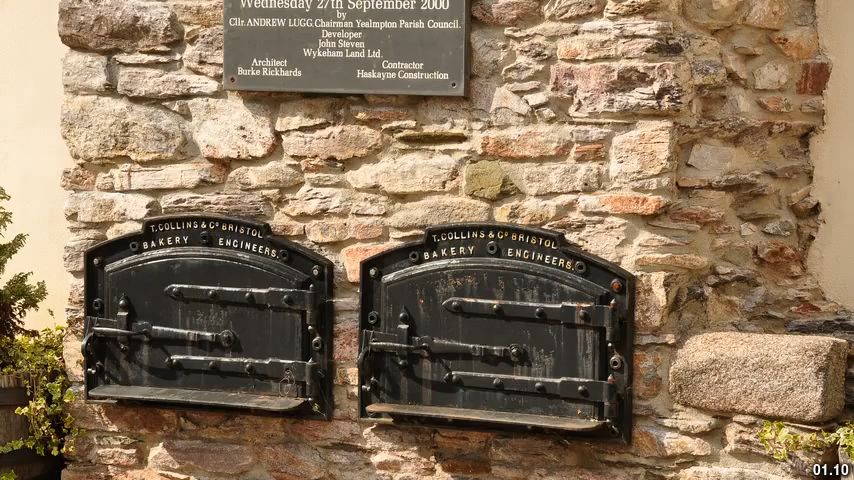 Wednesday 27th September 2000
by
Cllr. ANDREW LUGG. Chairman Yealmpton Parish Council.
Developer
John Steven
Wykeham Land Ltd.
Architect
Burke Rickhards
Contractor
Haskayne Construction
T. COLLINS & Co BRISTOL
BAKERY ENGINEERS.
T. COLLINS & Co BRISTOL
BAKERY ENGINEERS.
01.10